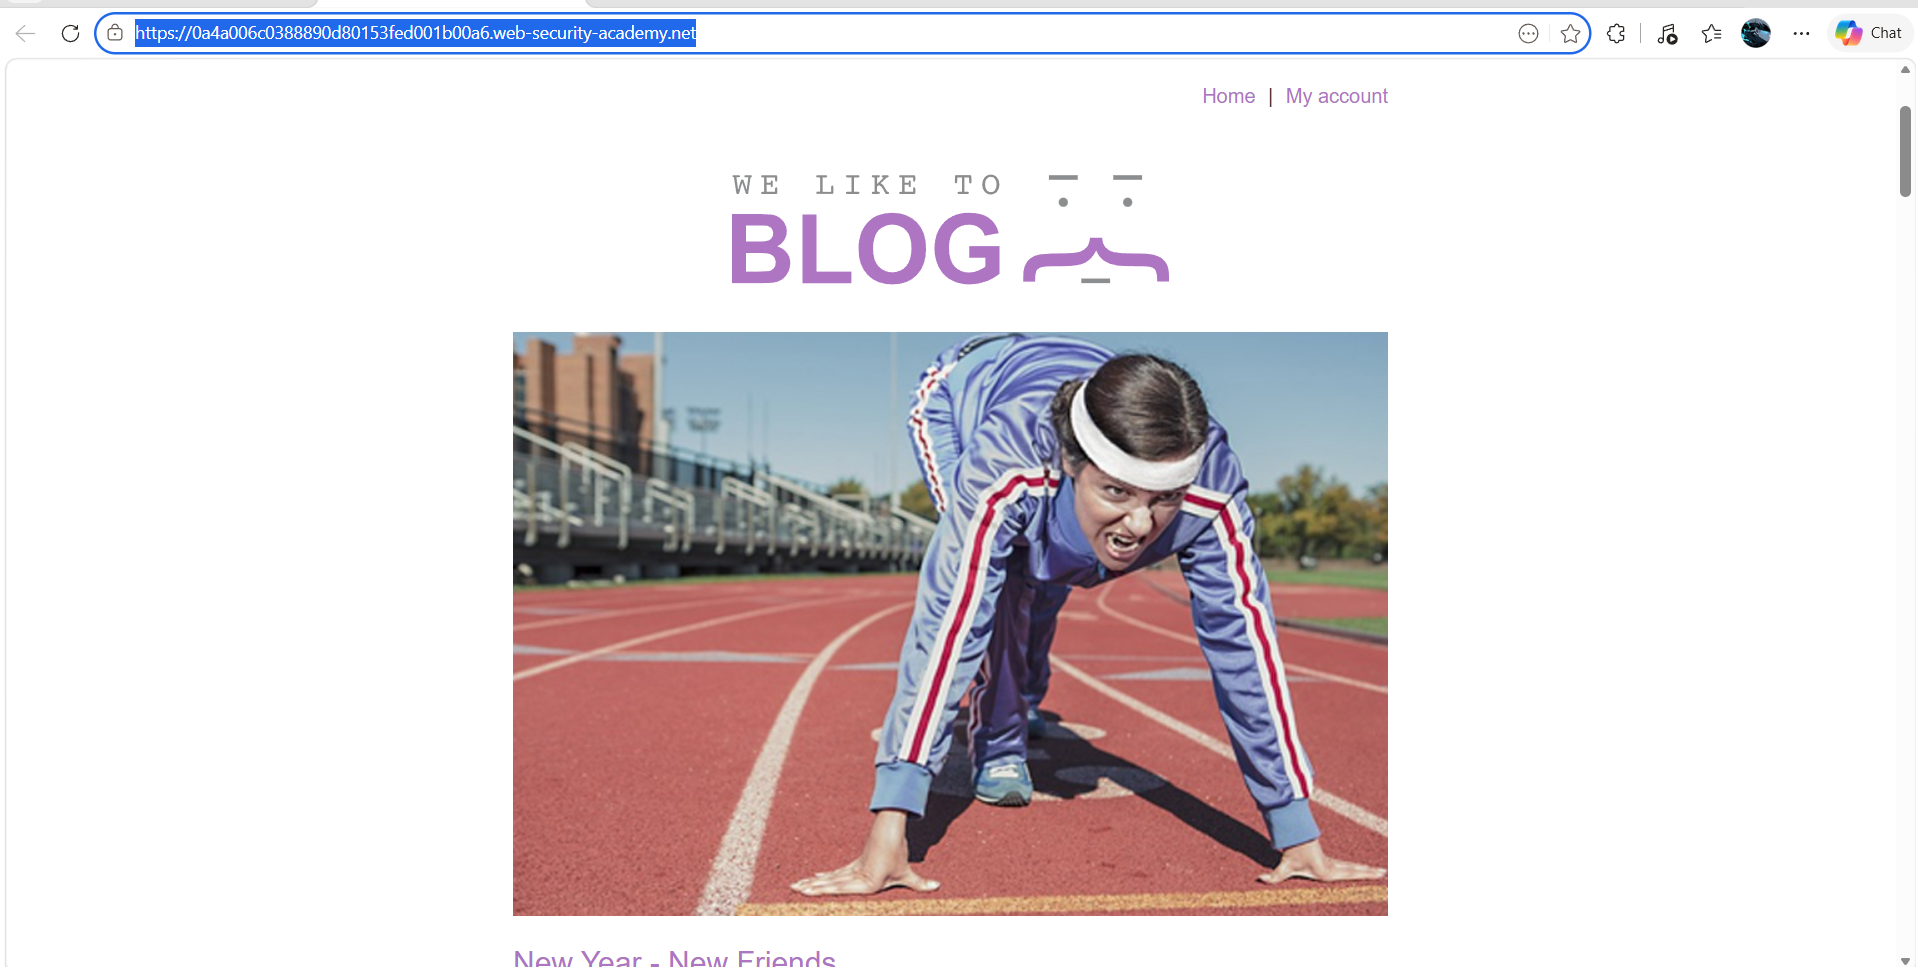 https://0a4a006c0388890d80153fed001b00a6.web-security-academy.net
Chat
Home | My account
WE LIKE TO
BLOG
New Year - New Friends